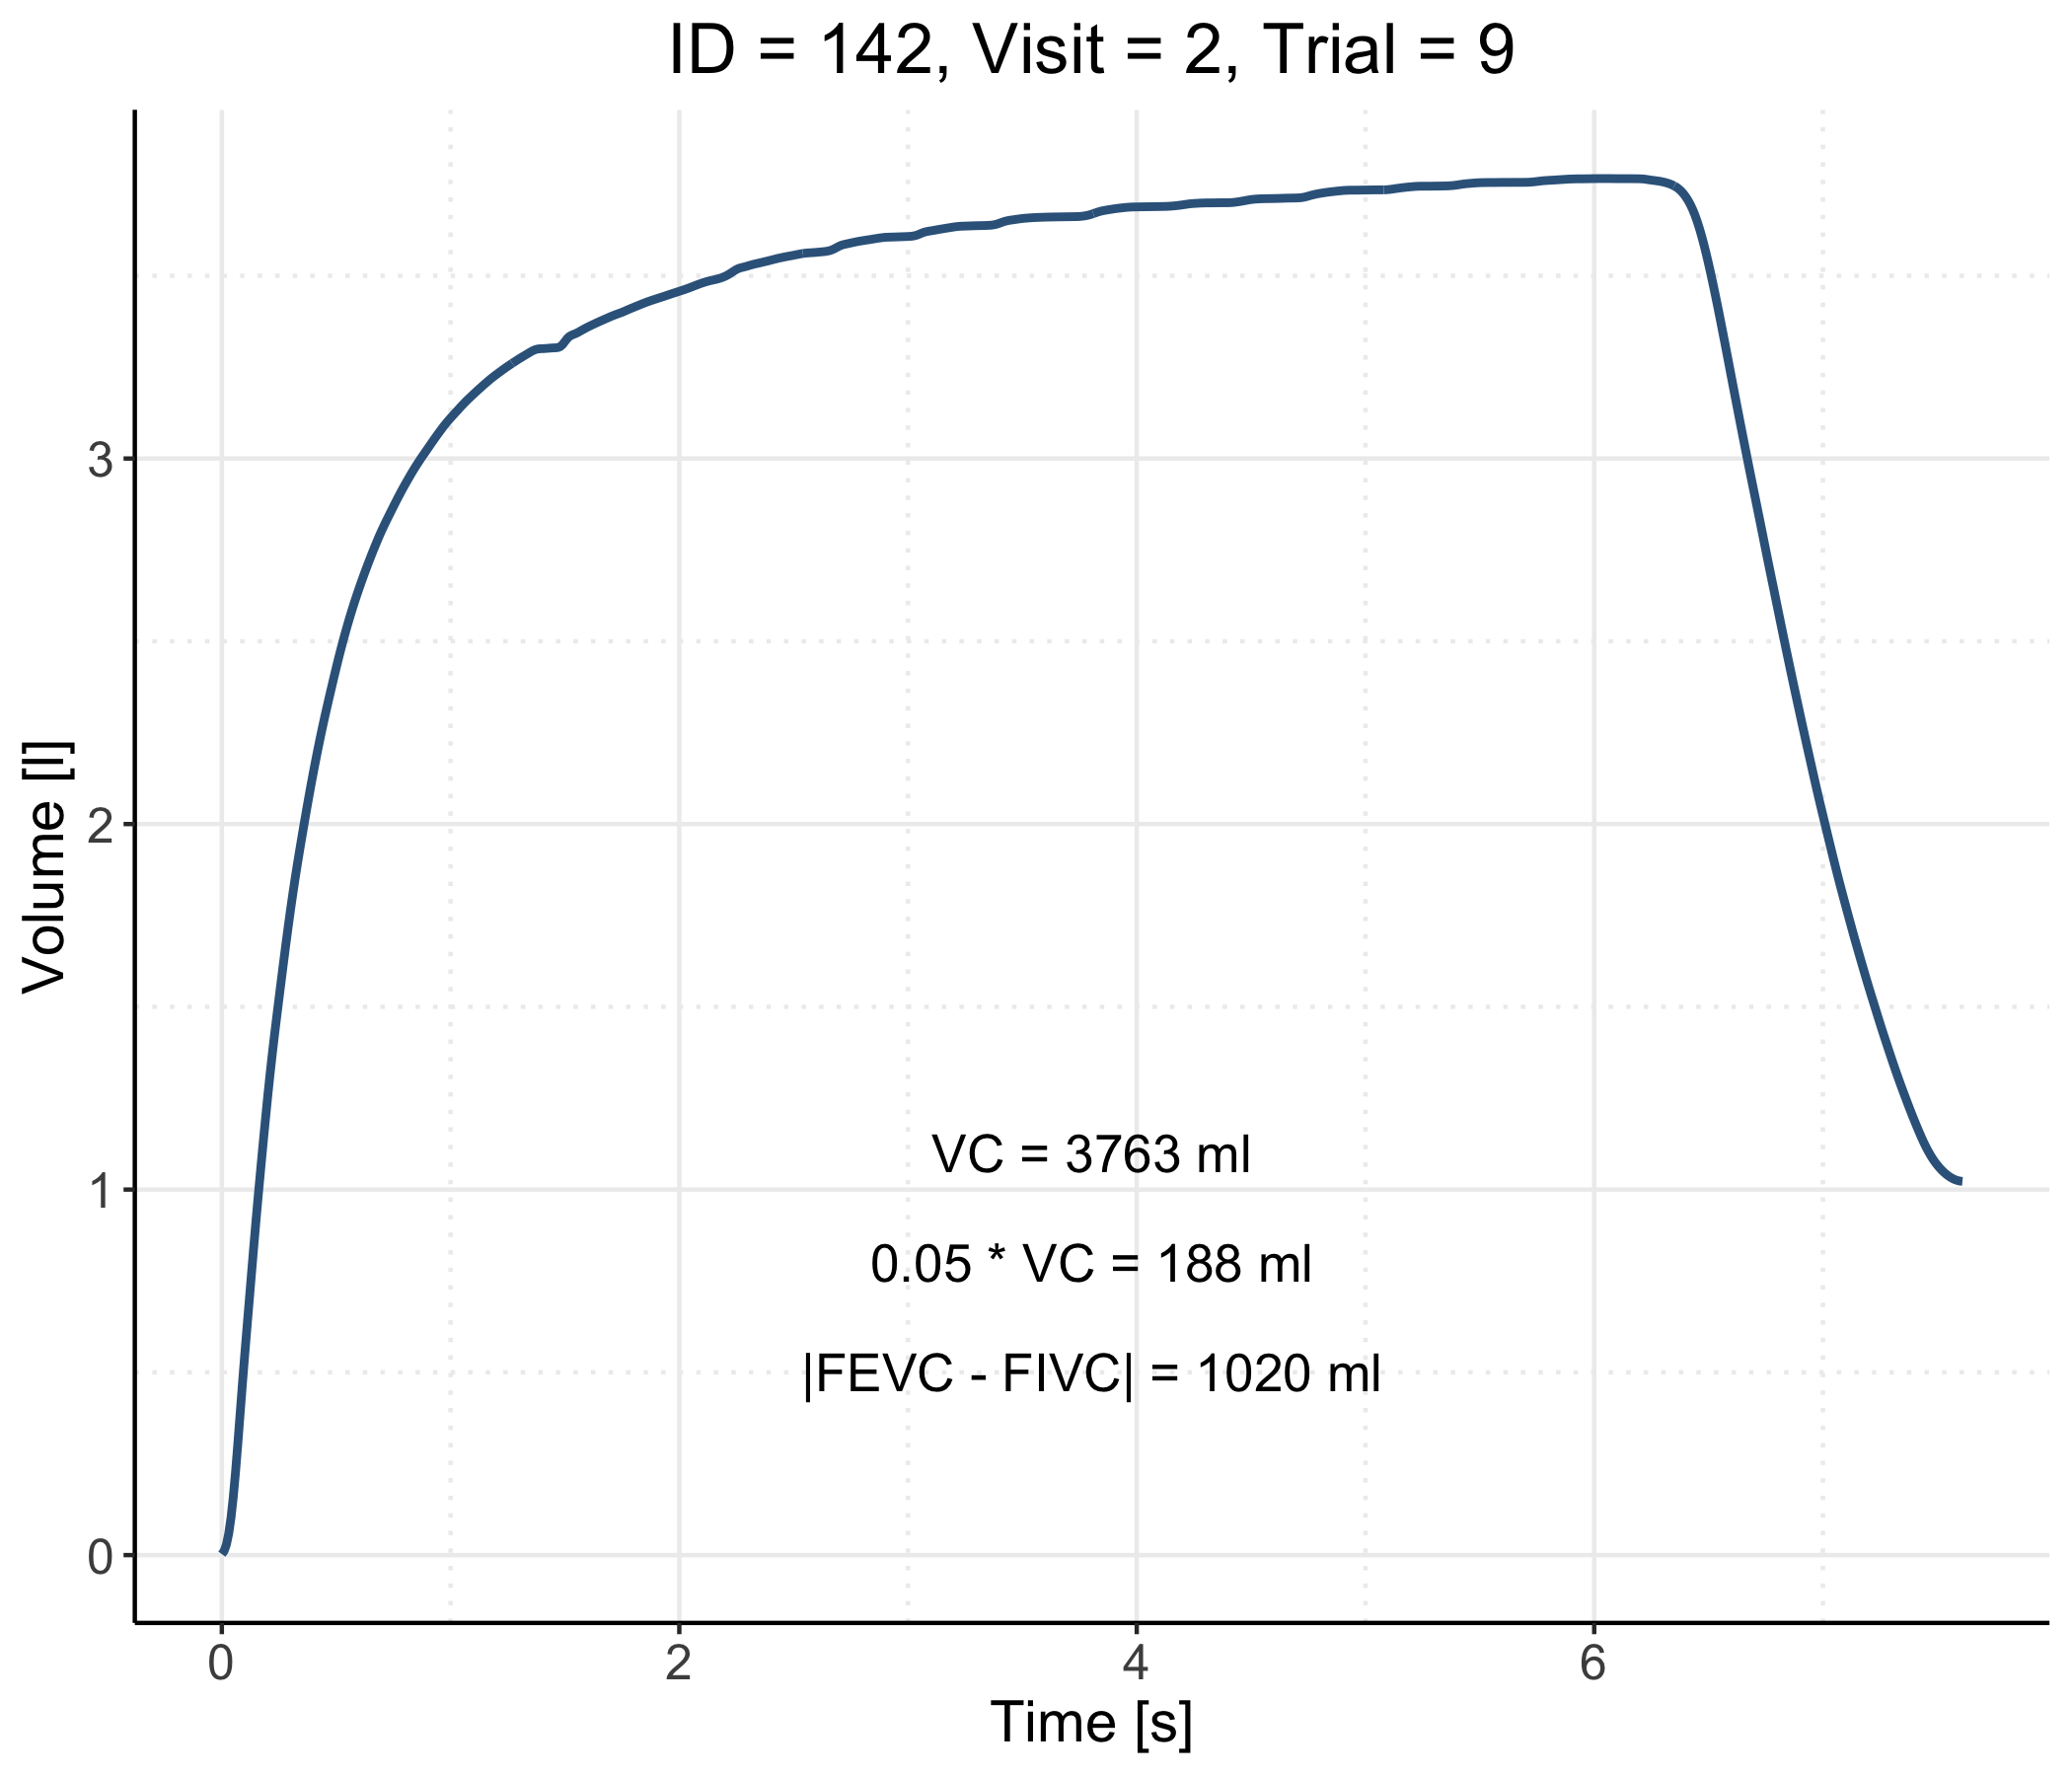 ID = 142, Visit = 2, Trial = 9
Volume [l]
3
2
1
0
VC = 3763 ml
0.05 * VC = 188 ml
|FEVC - FIVC| = 1020 ml
0 2 4 6
Time [s]